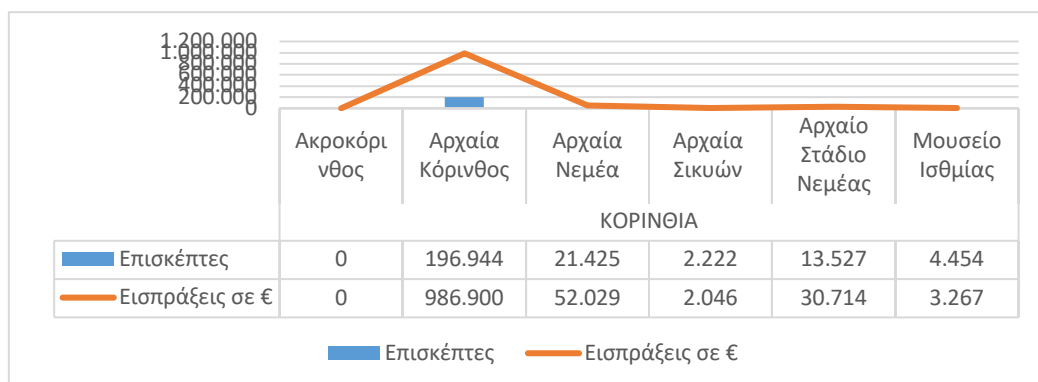 1.200.000
1.000.000
800.000
600.000
400.000
200.000
0
Ακροκόρι Αρχαία Αρχαία Αρχαία Αρχαίο Μουσείο
νθος Κόρινθος Νεμέα Σικυών Στάδιο Ισθμίας
Νεμέας
ΚΟΡΙΝΘΙΑ
Επισκέπτες 0 196.944 21.425 2.222 13.527 4.454
Εισπράξεις σε € 0 986.900 52.029 2.046 30.714 3.267
Επισκέπτες Εισπράξεις σε €